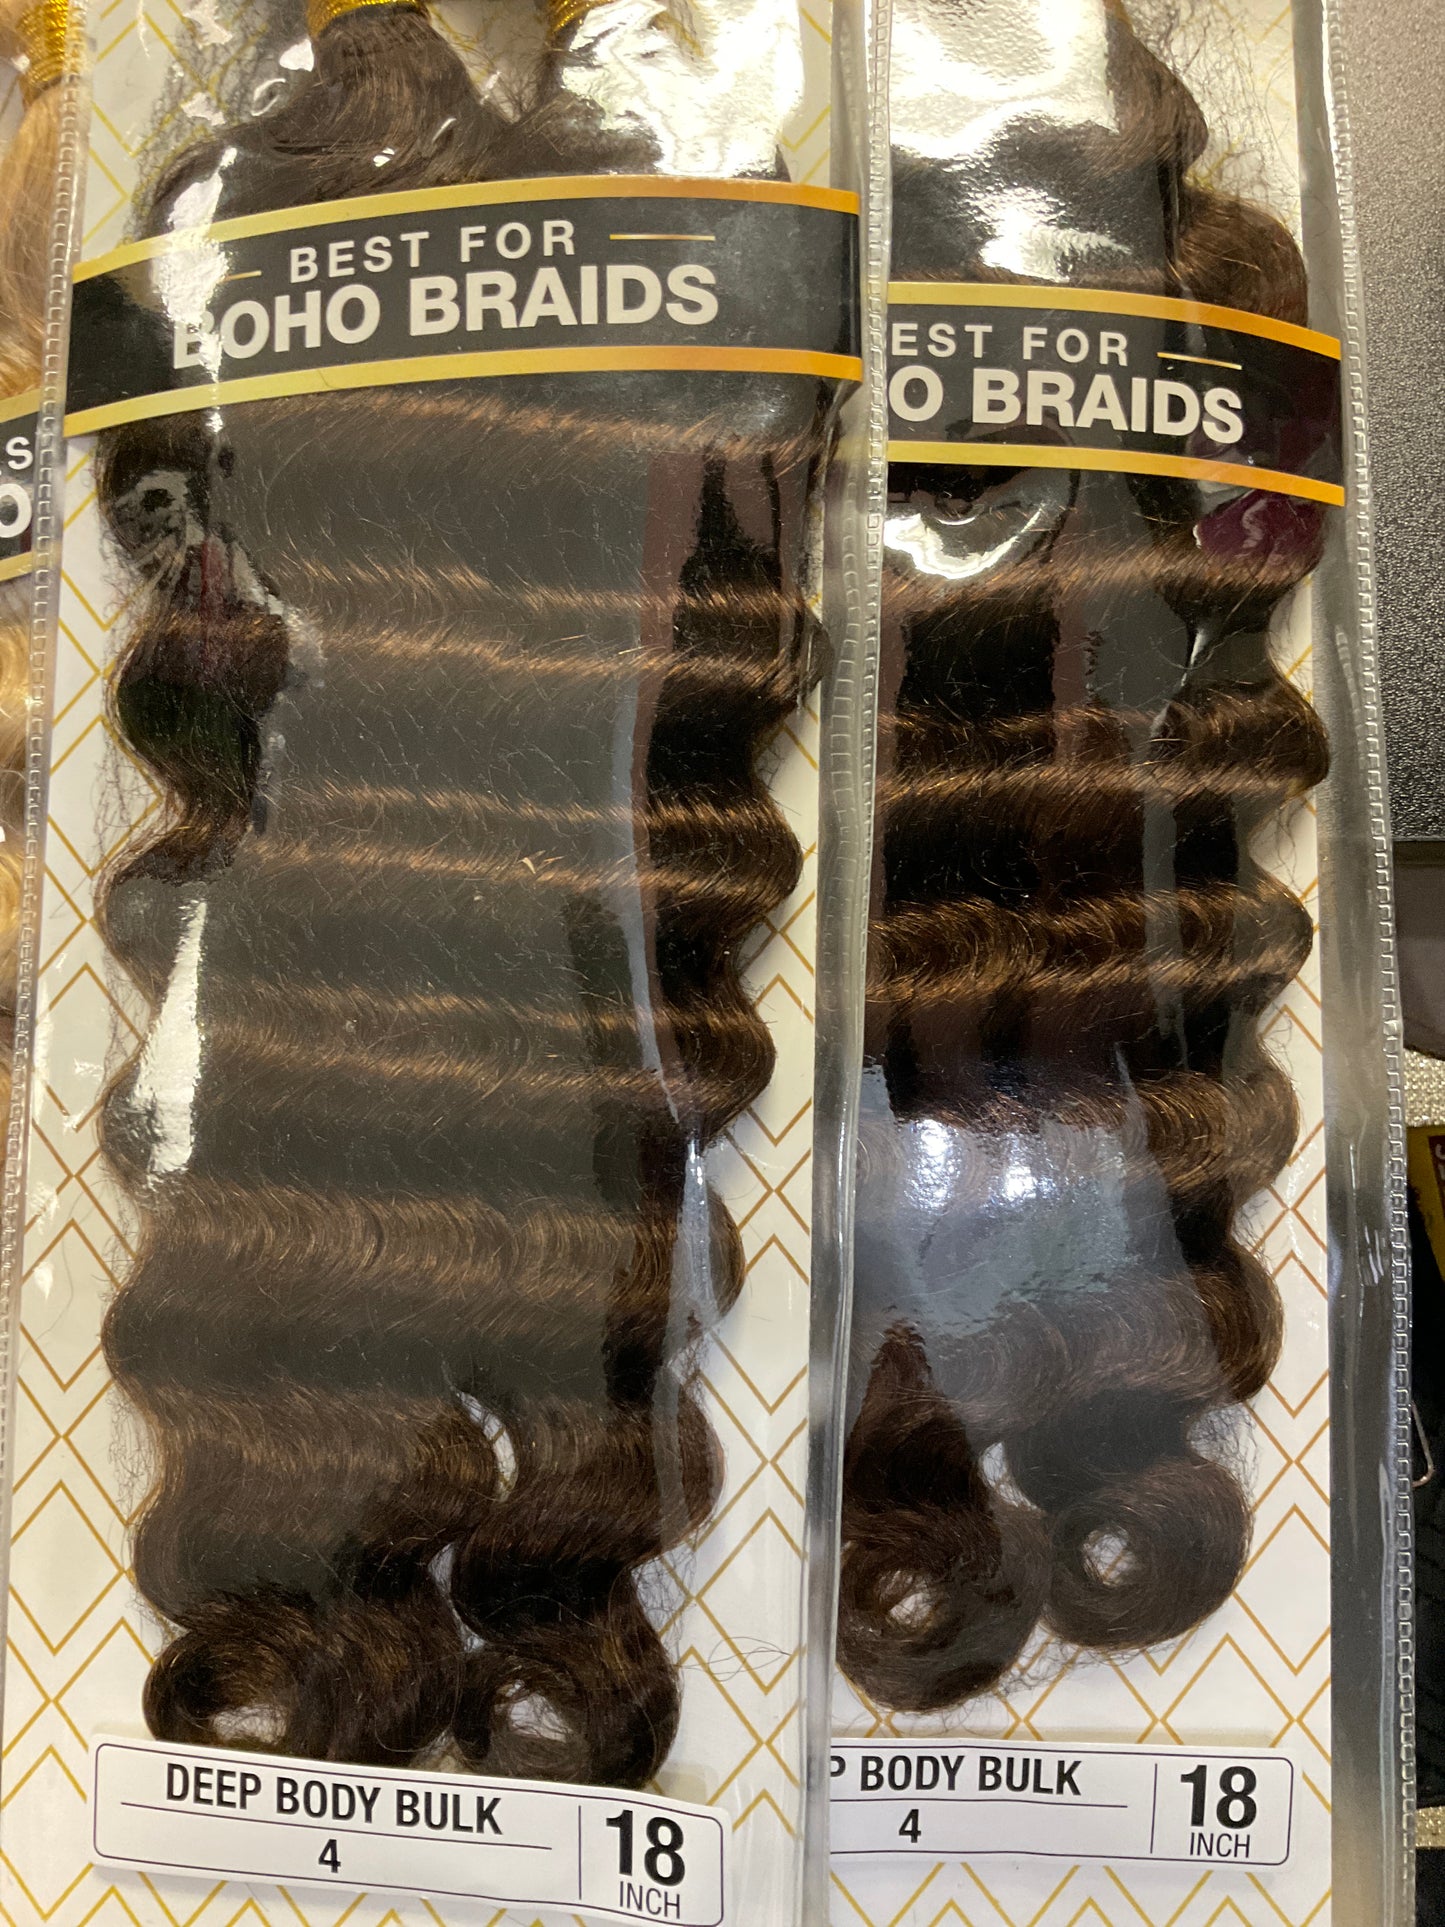 BEST FOR
BOHO BRAIDS
DEEP BODY BULK
4
18
INCH
EST FOR
O BRAIDS
P BODY BULK
4
18
INCH
S
O